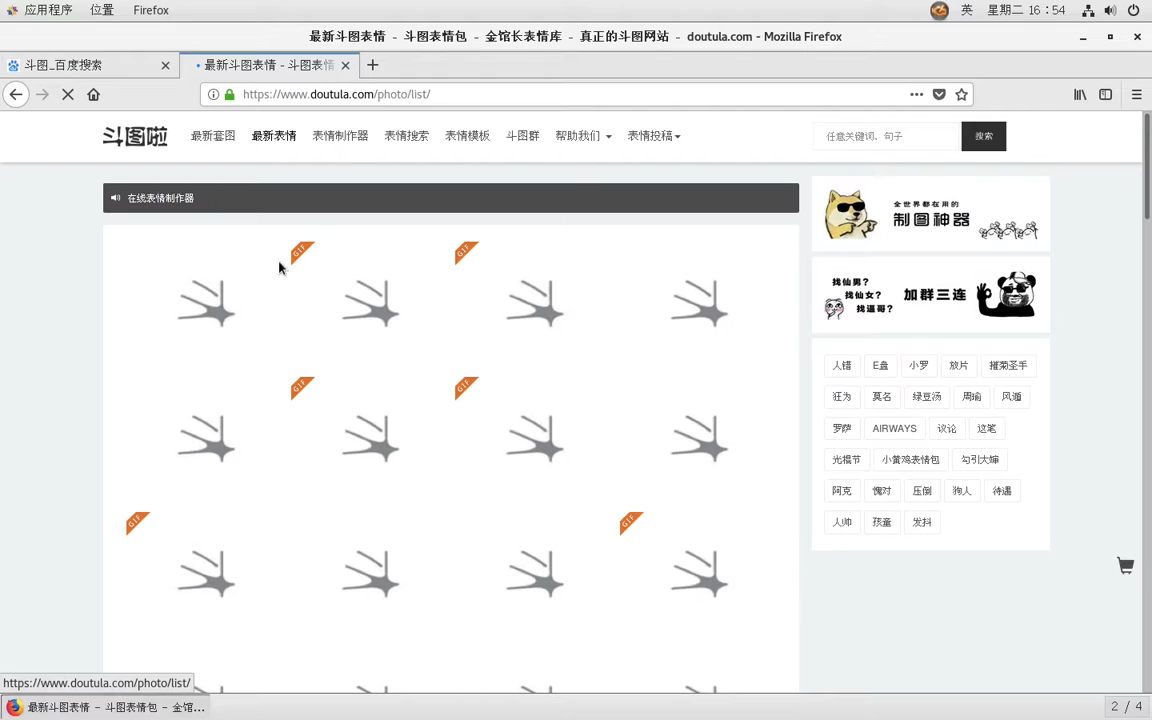 应用程序 位置 Firefox 英 星期二 16:54
最新斗图表情 - 斗图表情包 - 金馆长表情库 - 真正的斗图网站 - doutula.com - Mozilla Firefox
斗图_百度搜索 最新斗图表情 - 斗图表情
https://www.doutula.com/photo/list/
斗图啦 最新套图 最新表情 表情制作器 表情搜索 表情模板 斗图群 帮助我们 表情投稿 任意关键词、句子 搜索
在线表情制作器
全世界都在用的
制图神器
GIF GIF
找仙男?
找仙女?
找逼哥?
加群三连
人错 E盘 小罗 放片 摧菊圣手
GIF GIF
狂为 莫名 绿豆汤 周瑜 风遁
罗萨 AIRWAYS 议论 这笔
光棍节 小黄鸡表情包 勾引大婶
阿克 愧对 压倒 狗人 待遇
GIF GIF
人帅 孩童 发抖
https://www.doutula.com/photo/list/
最新斗图表情 - 斗图表情包 - 金馆... 2 / 4